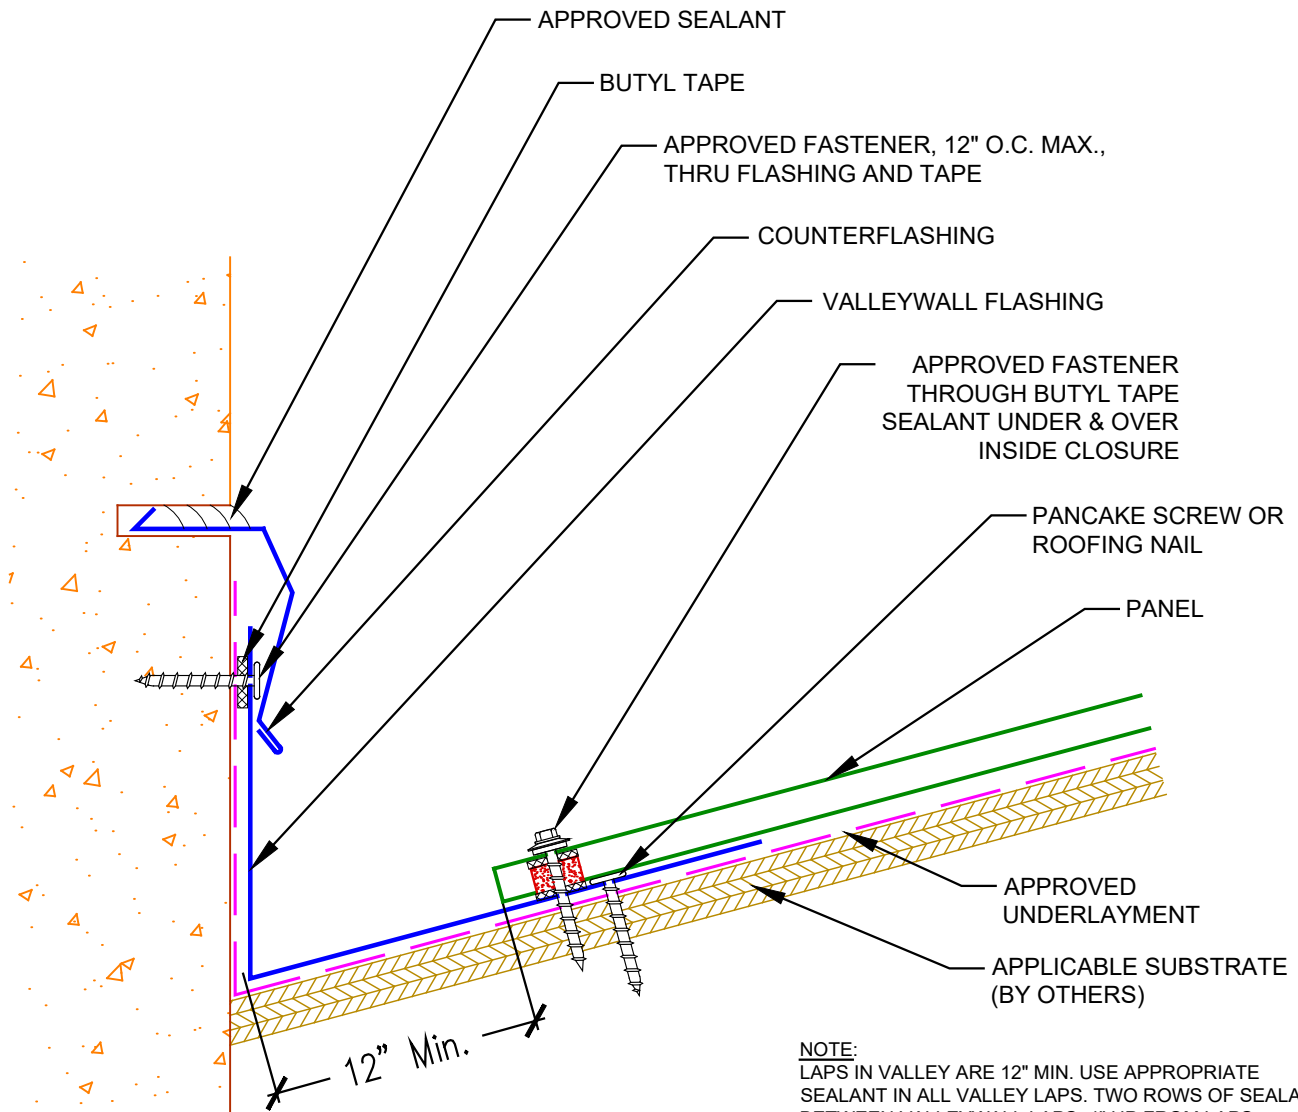 APPROVED SEALANT
BUTYL TAPE
APPROVED FASTENER, 12" O.C. MAX.,
THRU FLASHING AND TAPE
COUNTERFLASHING
VALLEYWALL FLASHING
APPROVED FASTENER
THROUGH BUTYL TAPE
SEALANT UNDER & OVER
INSIDE CLOSURE
PANCAKE SCREW OR
ROOFING NAIL
PANEL
APPROVED
UNDERLAYMENT
APPLICABLE SUBSTRATE
(BY OTHERS)
12" Min.
NOTE:
LAPS IN VALLEY ARE 12" MIN. USE APPROPRIATE
SEALANT IN ALL VALLEY LAPS. TWO ROWS OF